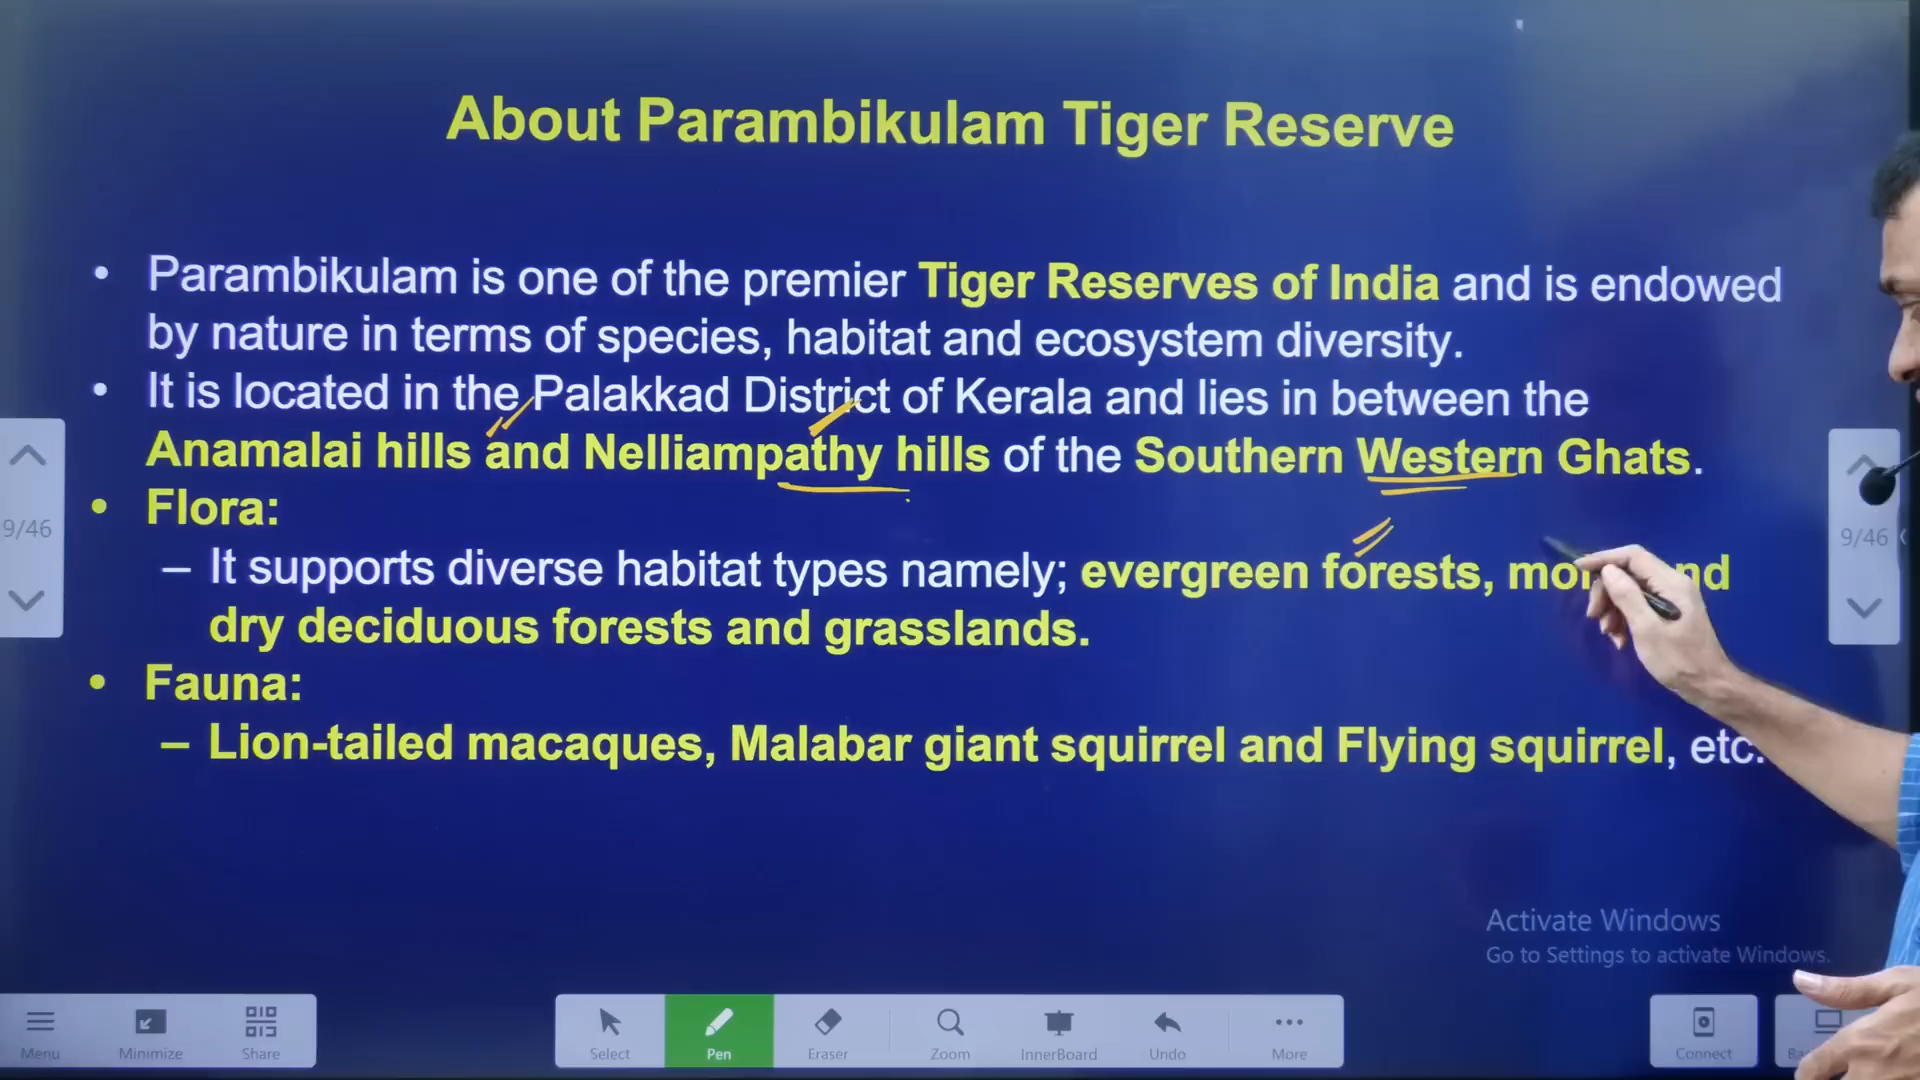 About Parambikulam Tiger Reserve
• Parambikulam is one of the premier Tiger Reserves of India and is endowed
by nature in terms of species, habitat and ecosystem diversity.
• It is located in the Palakkad District of Kerala and lies in between the
Anamalai hills and Nelliampathy hills of the Southern Western Ghats.
• Flora:
– It supports diverse habitat types namely; evergreen forests,
dry deciduous forests and grasslands.
• Fauna:
– Lion-tailed macaques, Malabar giant squirrel and Flying squirrel, etc.
9/46
9/46
Activate Windows
Go to Settings to activate Windows.
Menu Minimize Share Select Pen Eraser Zoom InnerBoard Undo More Connect